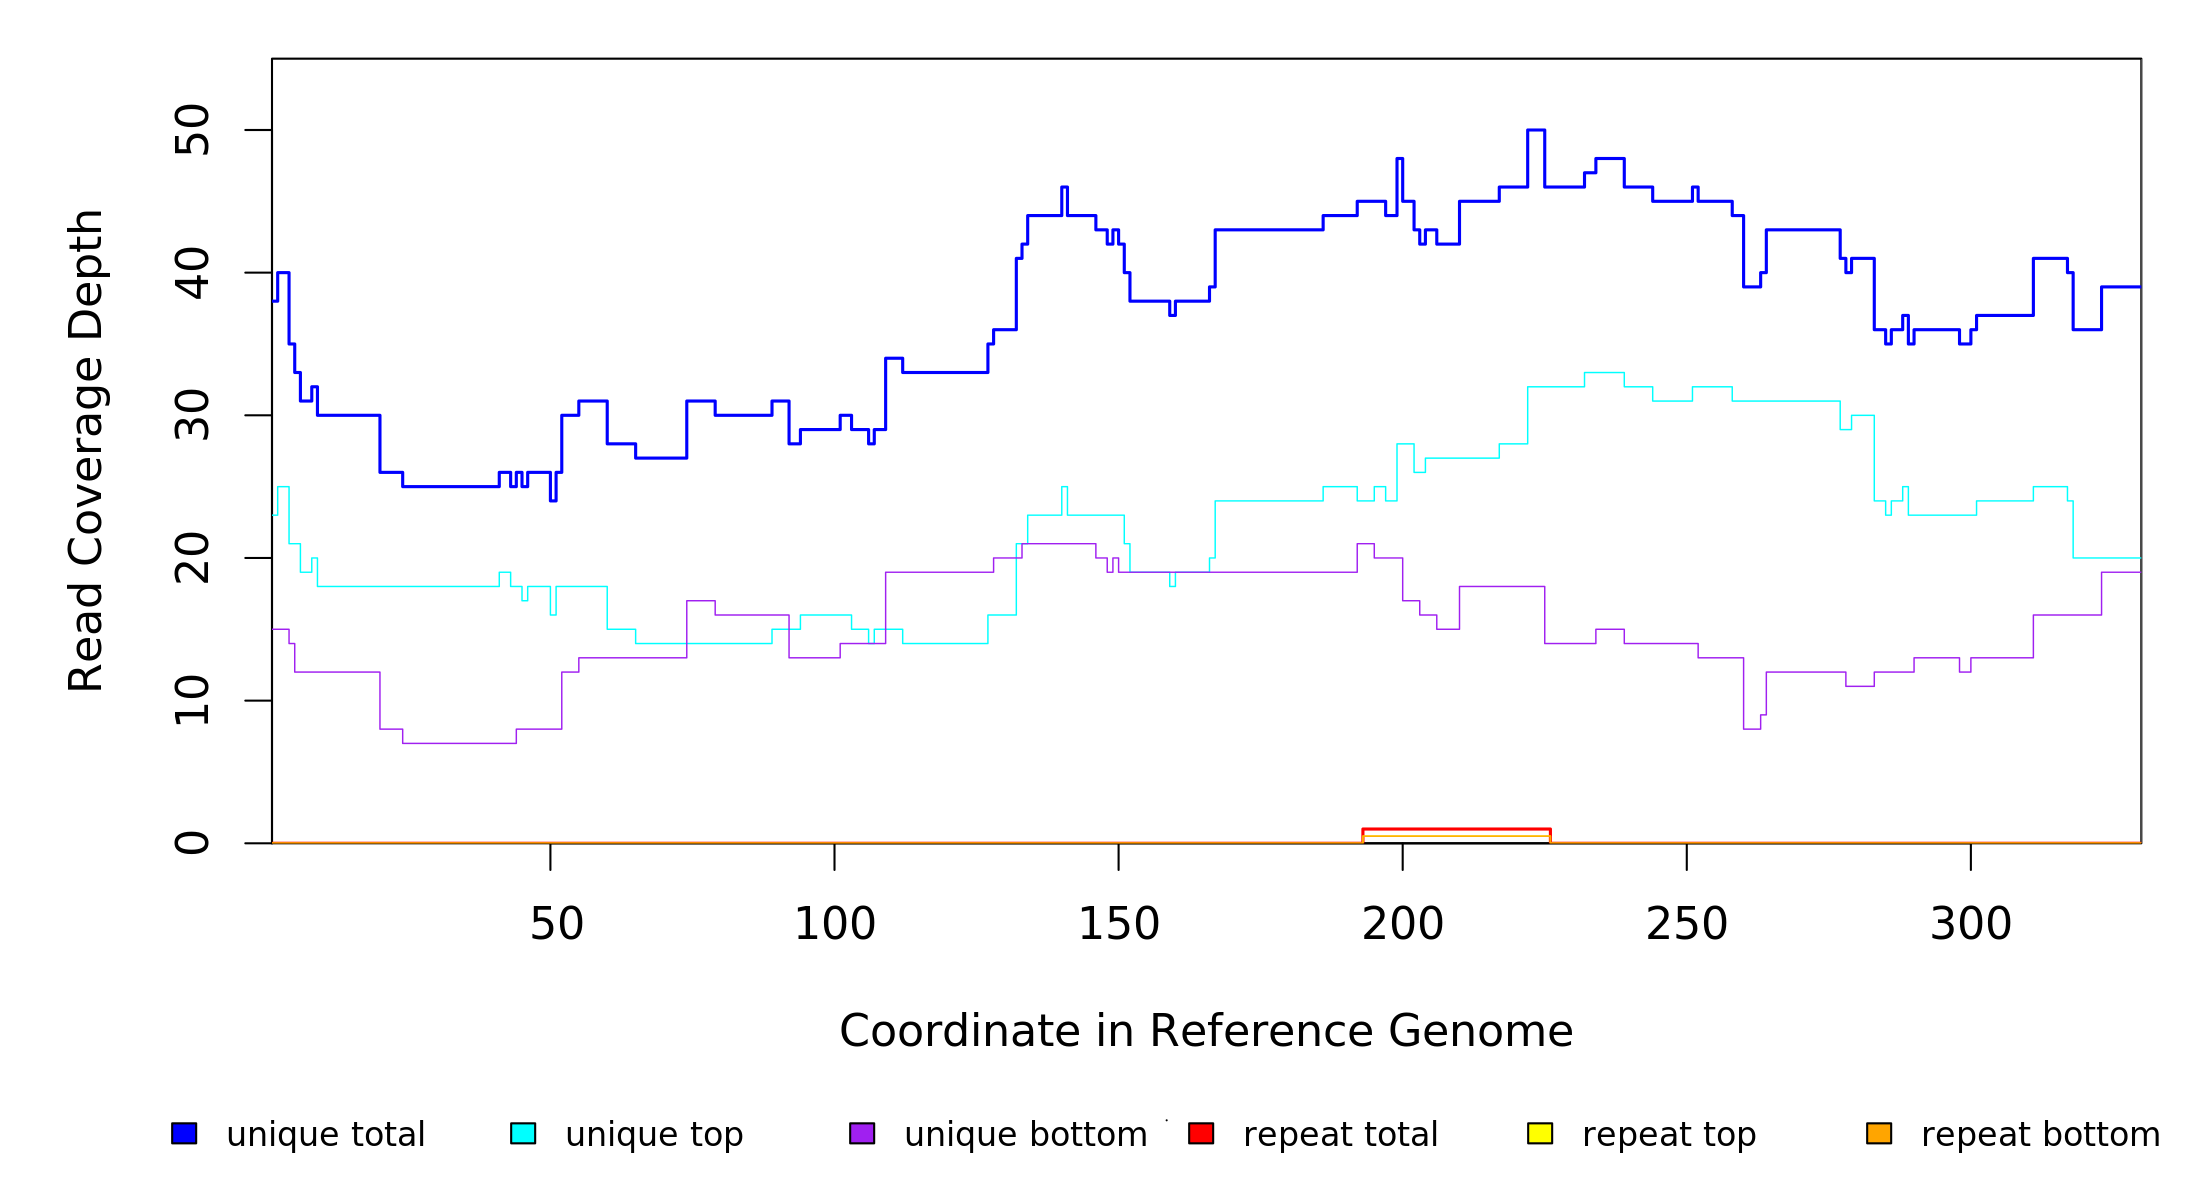 Read Coverage Depth
50
40
30
20
10
0
50 100 150 200 250 300
Coordinate in Reference Genome
unique total unique top unique bottom repeat total repeat top repeat bottom